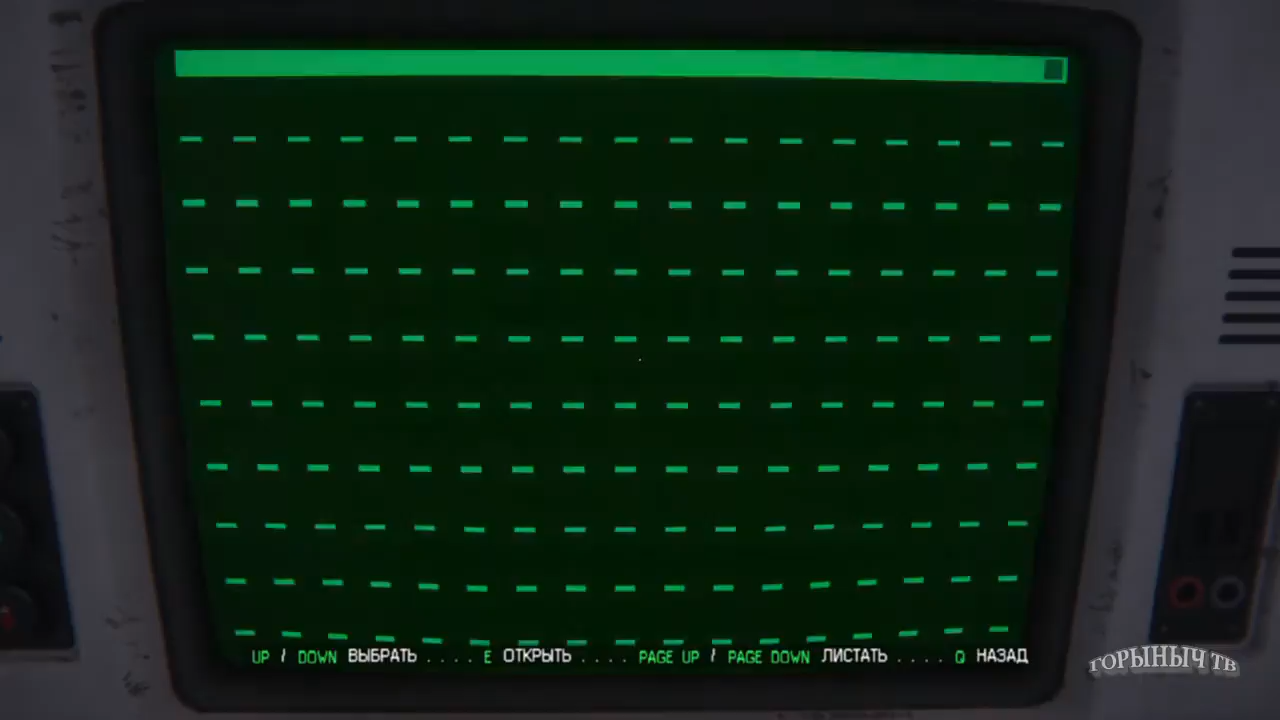 UP / DOWN ВЫБРАТЬ .... E ОТКРЫТЬ .... PAGE UP / PAGE DOWN ЛИСТАТЬ .... Q НАЗАД
ГОРЫНЫЧ ТВ